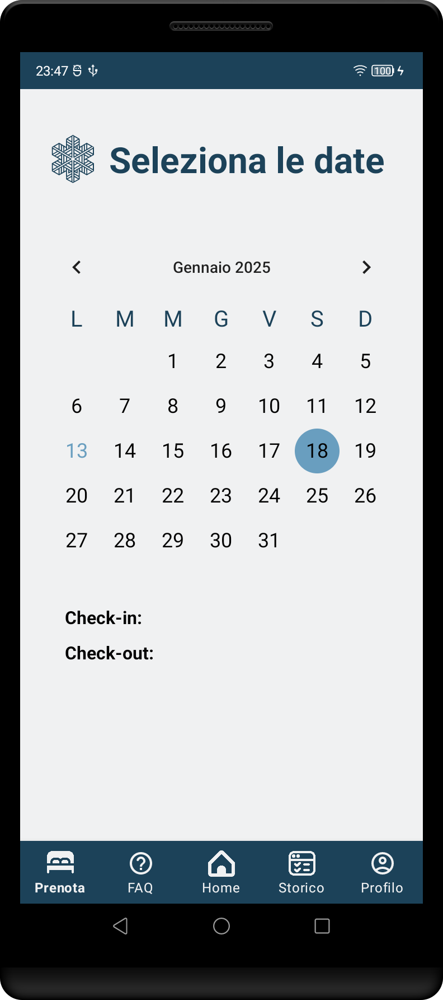 23:47 100
Seleziona le date
Gennaio 2025
L M M G V S D
1 2 3 4 5
6 7 8 9 10 11 12
13 14 15 16 17 18 19
20 21 22 23 24 25 26
27 28 29 30 31
Check-in:
Check-out:
Prenota FAQ Home Storico Profilo